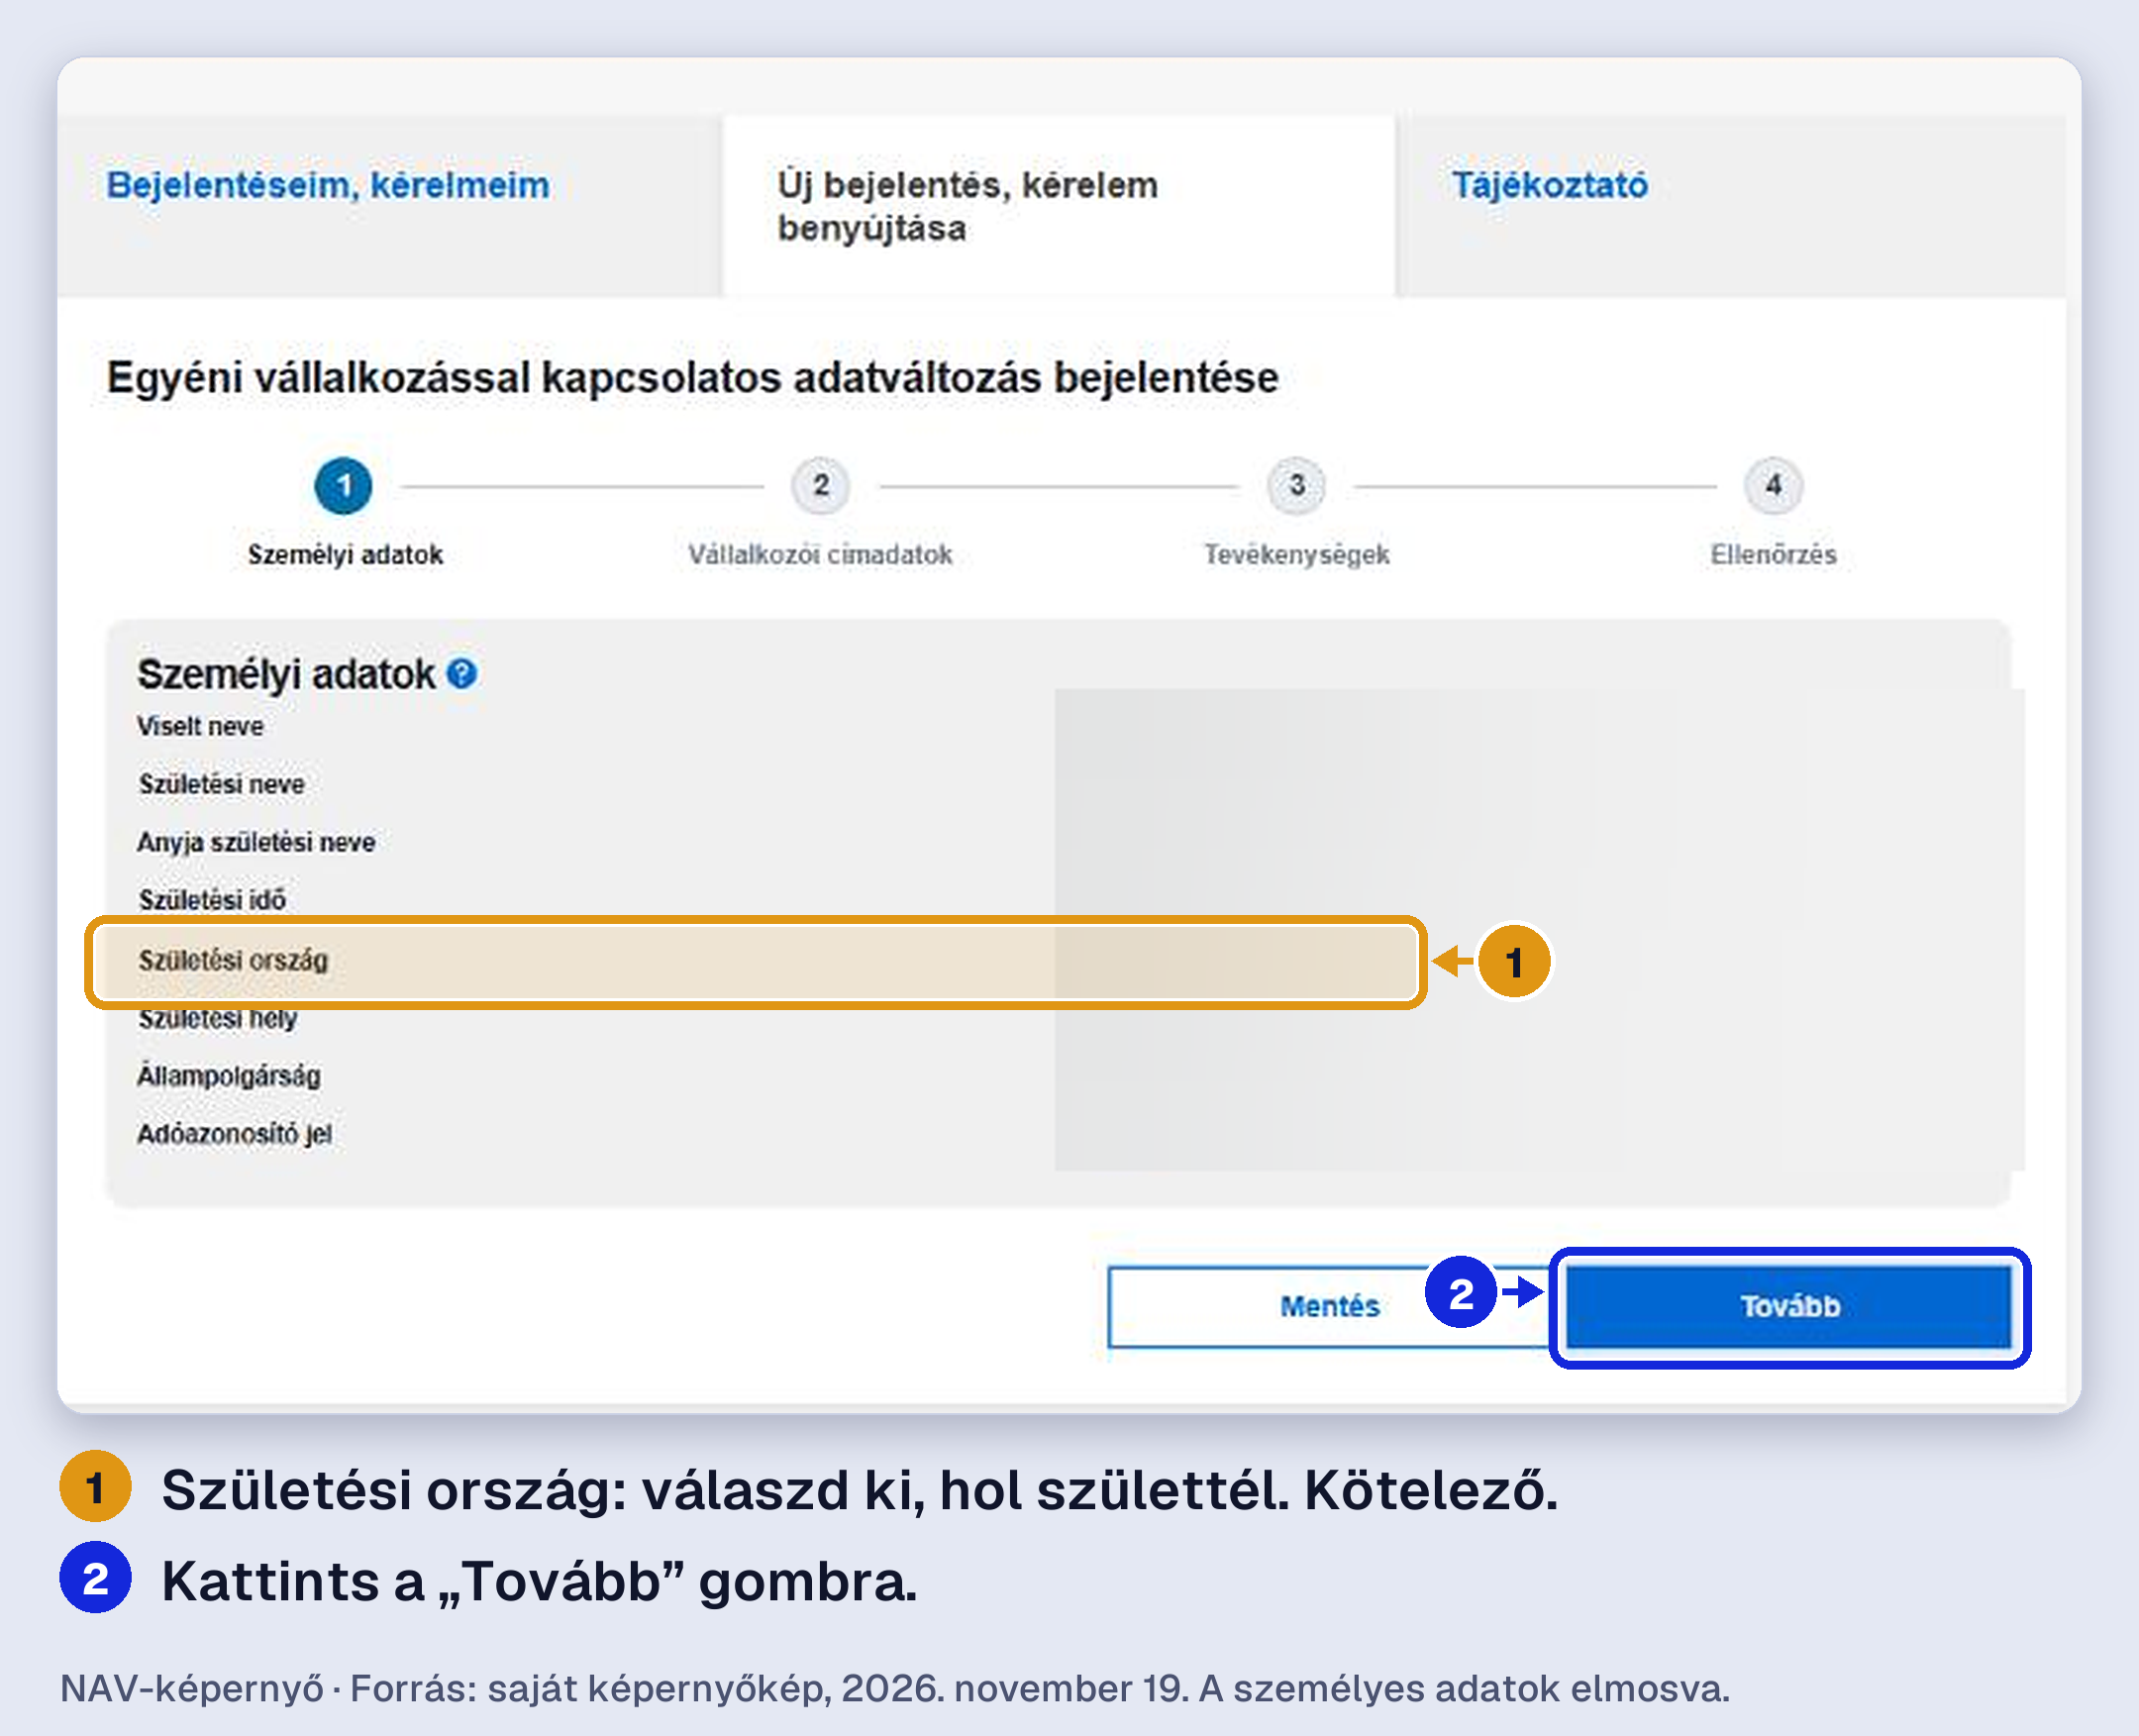 Bejelentéseim, kérelmeim
Új bejelentés, kérelem
benyújtása
Tájékoztató
Egyéni vállalkozással kapcsolatos adatváltozás bejelentése
1
2
3
4
Személyi adatok
Vállalkozói címadatok
Tevékenységek
Ellenőrzés
Személyi adatok ?
Viselt neve
Születési neve
Anyja születési neve
Születési idő
Születési ország
1
Születési hely
Állampolgárság
Adóazonosító jel
Mentés
2
Tovább
1 Születési ország: válaszd ki, hol születtél. Kötelező.
2 Kattints a „Tovább” gombra.
NAV-képernyő · Forrás: saját képernyőkép, 2026. november 19. A személyes adatok elmosva.